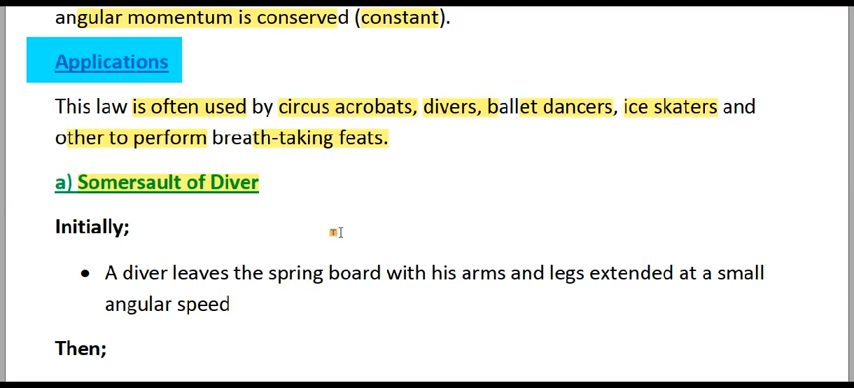 angular momentum is conserved (constant).
Applications
This law is often used by circus acrobats, divers, ballet dancers, ice skaters and
other to perform breath-taking feats.
a) Somersault of Diver
Initially;
• A diver leaves the spring board with his arms and legs extended at a small
angular speed
Then;